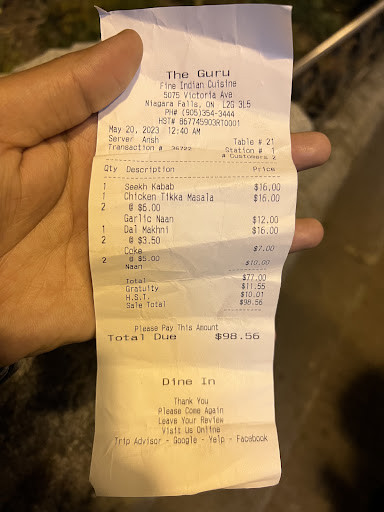 The Guru
Fine Indian Cuisine
5075 Victoria Ave
Niagara Falls, ON L2G 3L5
PH# (905)354-3444
HST# 867745903RT0001
May 20, 2023 12:40 AM
Server Ansh Table # 21
Transaction # 36722 Station # 1
# Customers 2
Qty Description Price
1 Seekh Kabab $16.00
1 Chicken Tikka Masala $16.00
2 @ $6.00
Garlic Naan $12.00
1 Dal Makhni $16.00
2 @ $3.50
Coke $7.00
2 @ $5.00
Naan $10.00
Total $77.00
Gratuity $11.55
H.S.T. $10.01
Sale Total $98.56
Please Pay This Amount
Total Due $98.56
Dine In
Thank You
Please Come Again
Leave Your Review
Visit Us Online
Trip Advisor - Google - Yelp - Facebook